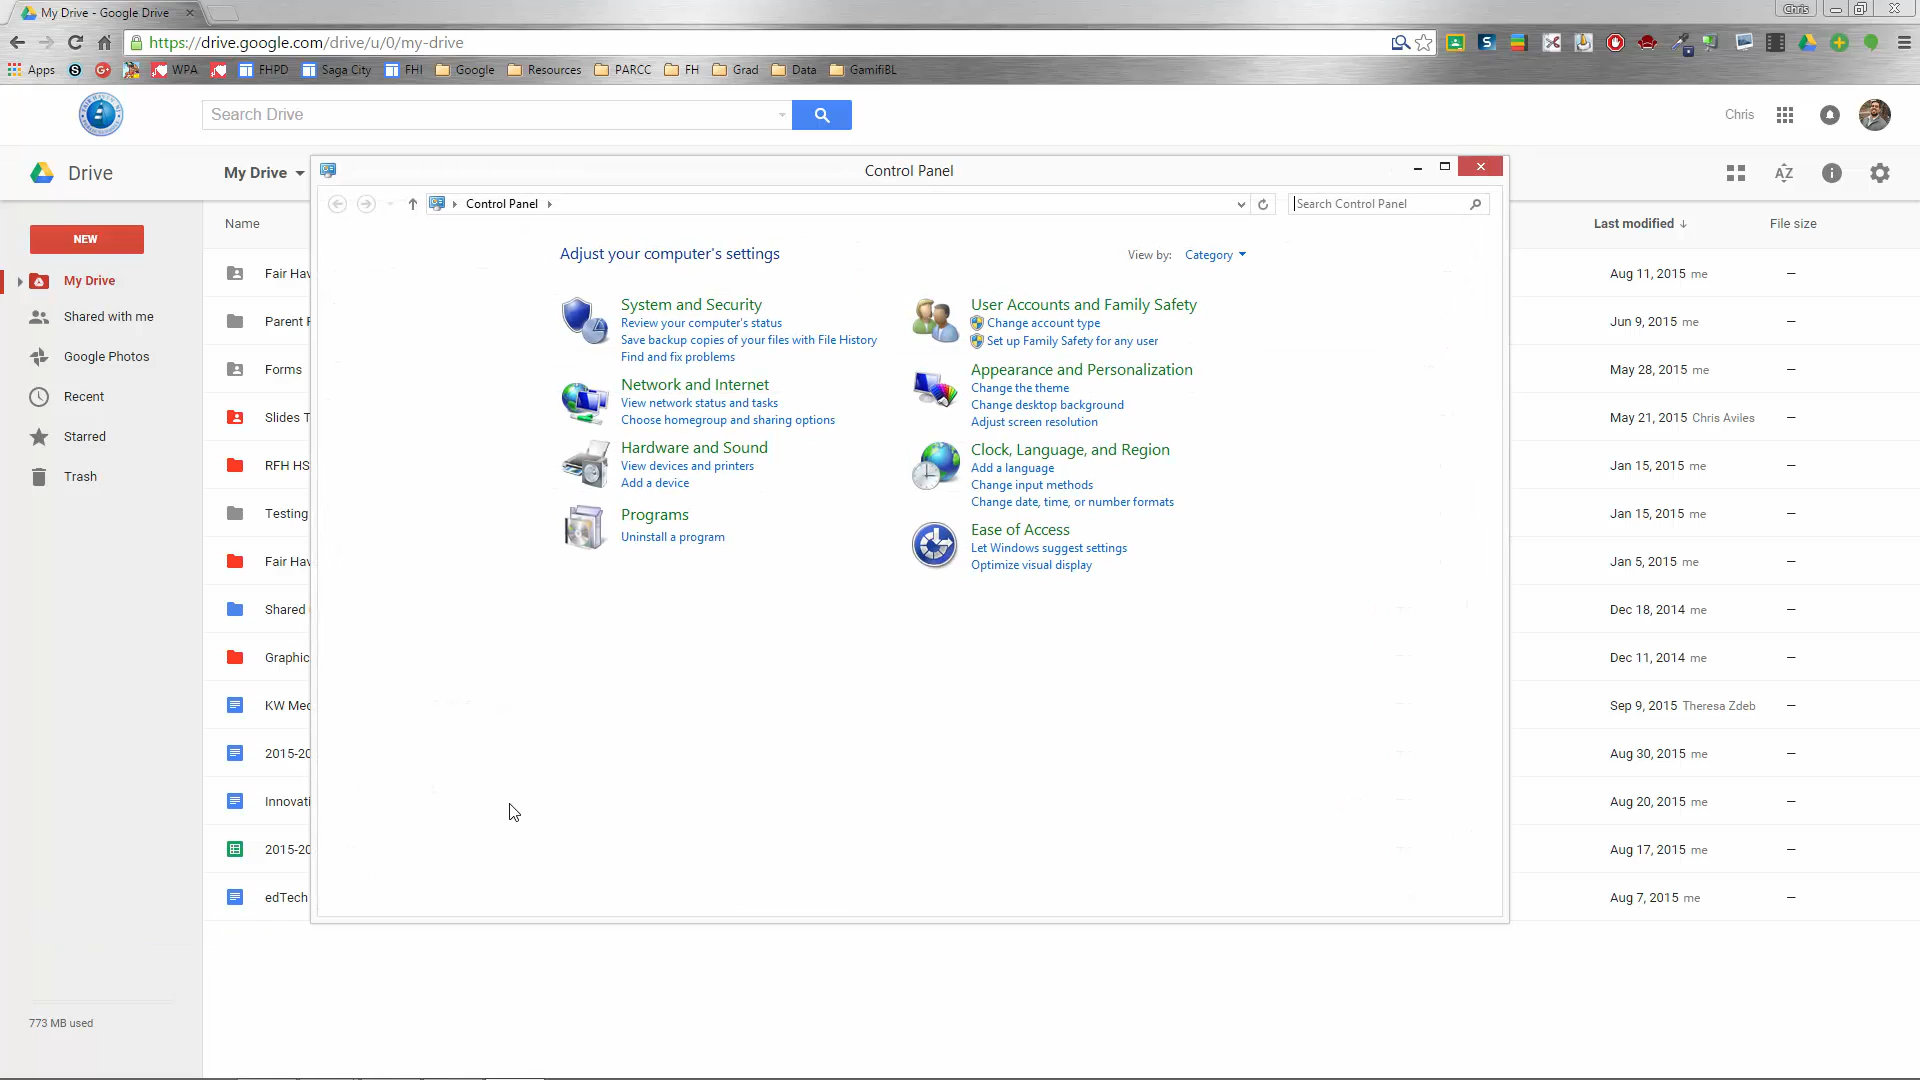 My Drive - Google Drive
Chris
https://drive.google.com/drive/u/0/my-drive
Apps
WPA
FHPD
Saga City
FHI
Google
Resources
PARCC
FH
Grad
Data
GamifiBL
Search Drive
Chris
Drive
My Drive
Control Panel
Control Panel
Search Control Panel
NEW
My Drive
Shared with me
Google Photos
Recent
Starred
Trash
773 MB used
Name
Last modified
File size
Fair Hav
Aug 11, 2015 me
Parent F
Jun 9, 2015 me
Forms
May 28, 2015 me
Slides T
May 21, 2015 Chris Aviles
RFH HS
Jan 15, 2015 me
Testing
Jan 15, 2015 me
Fair Hav
Jan 5, 2015 me
Shared
Dec 18, 2014 me
Graphic
Dec 11, 2014 me
KW Med
Sep 9, 2015 Theresa Zdeb
2015-20
Aug 30, 2015 me
Innovati
Aug 20, 2015 me
2015-20
Aug 17, 2015 me
edTech
Aug 7, 2015 me
Adjust your computer's settings
View by: Category
System and Security
Review your computer's status
Save backup copies of your files with File History
Find and fix problems
Network and Internet
View network status and tasks
Choose homegroup and sharing options
Hardware and Sound
View devices and printers
Add a device
Programs
Uninstall a program
User Accounts and Family Safety
Change account type
Set up Family Safety for any user
Appearance and Personalization
Change the theme
Change desktop background
Adjust screen resolution
Clock, Language, and Region
Add a language
Change input methods
Change date, time, or number formats
Ease of Access
Let Windows suggest settings
Optimize visual display